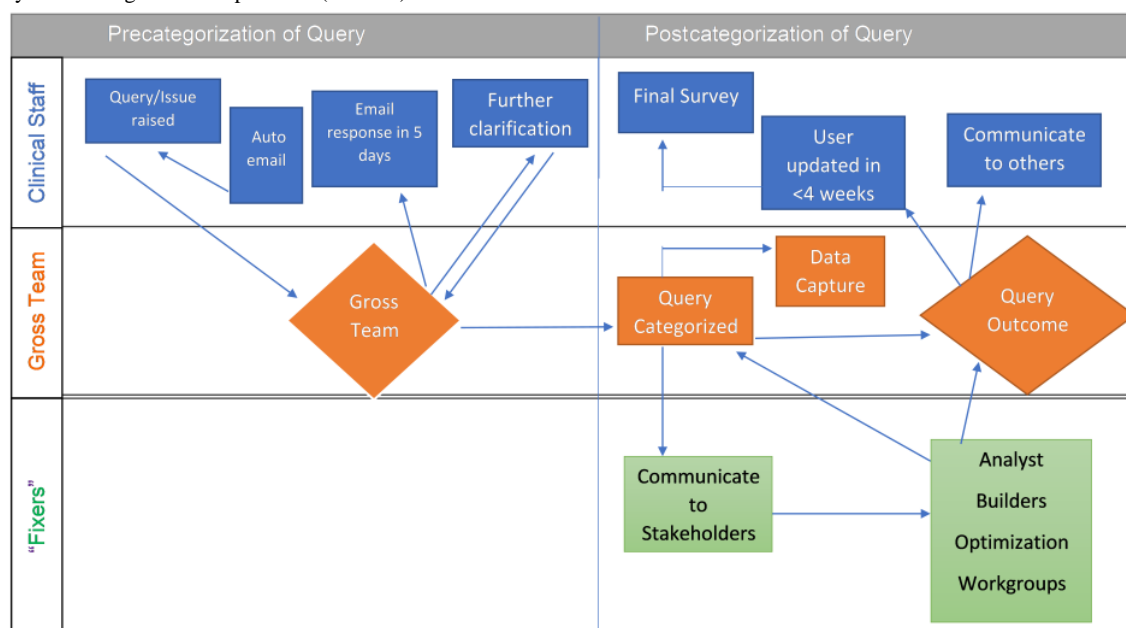 Precategorization of Query
Postcategorization of Query
Clinical Staff
Query/Issue
raised
Auto
email
Email
response in 5
days
Further
clarification
Final Survey
User
updated in
<4 weeks
Communicate
to others
Gross Team
Gross
Team
Query
Categorized
Data
Capture
Query
Outcome
"Fixers"
Communicate
to
Stakeholders
Analyst
Builders
Optimization
Workgroups